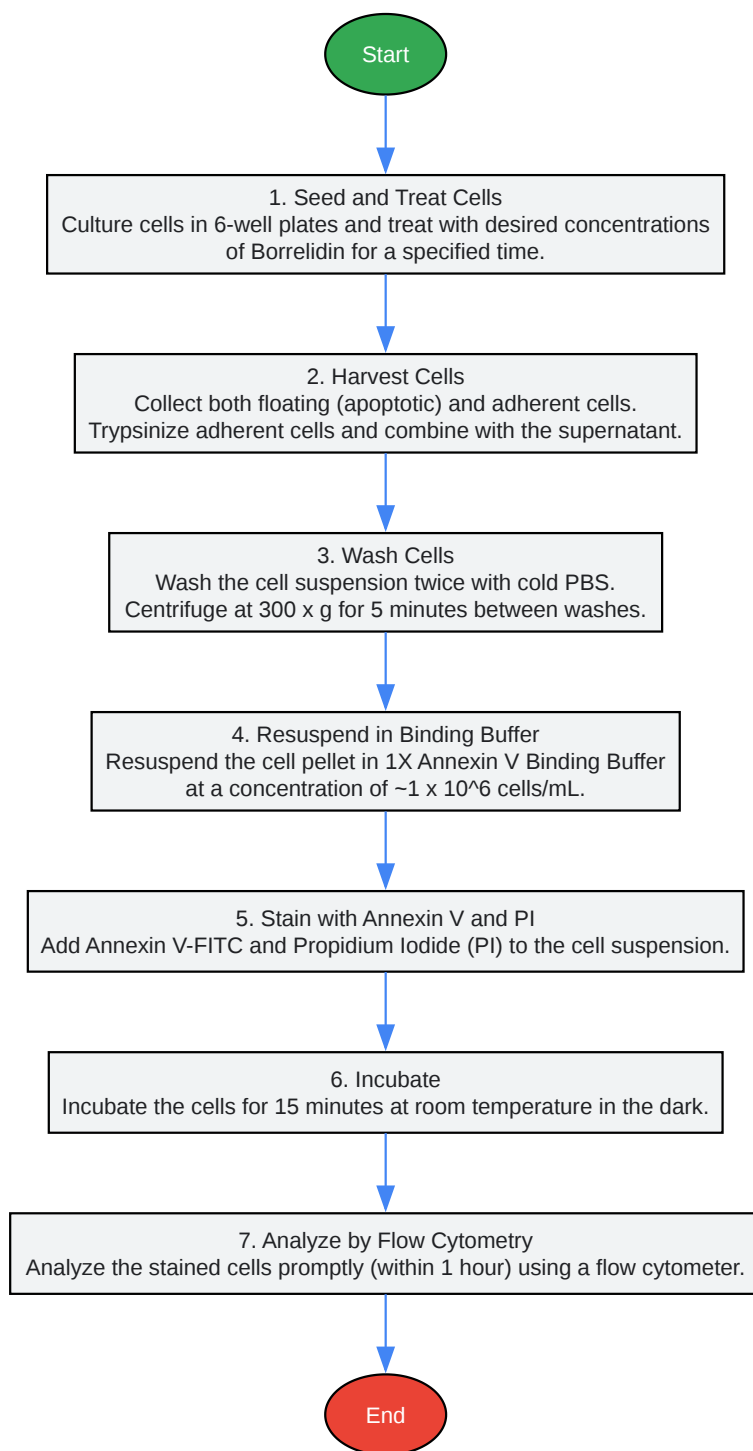 Start
1. Seed and Treat Cells
Culture cells in 6-well plates and treat with desired concentrations
of Borrelidin for a specified time.
2. Harvest Cells
Collect both floating (apoptotic) and adherent cells.
Trypsinize adherent cells and combine with the supernatant.
3. Wash Cells
Wash the cell suspension twice with cold PBS.
Centrifuge at 300 x g for 5 minutes between washes.
4. Resuspend in Binding Buffer
Resuspend the cell pellet in 1X Annexin V Binding Buffer
at a concentration of ~1 x 10^6 cells/mL.
5. Stain with Annexin V and PI
Add Annexin V-FITC and Propidium Iodide (PI) to the cell suspension.
6. Incubate
Incubate the cells for 15 minutes at room temperature in the dark.
7. Analyze by Flow Cytometry
Analyze the stained cells promptly (within 1 hour) using a flow cytometer.
End